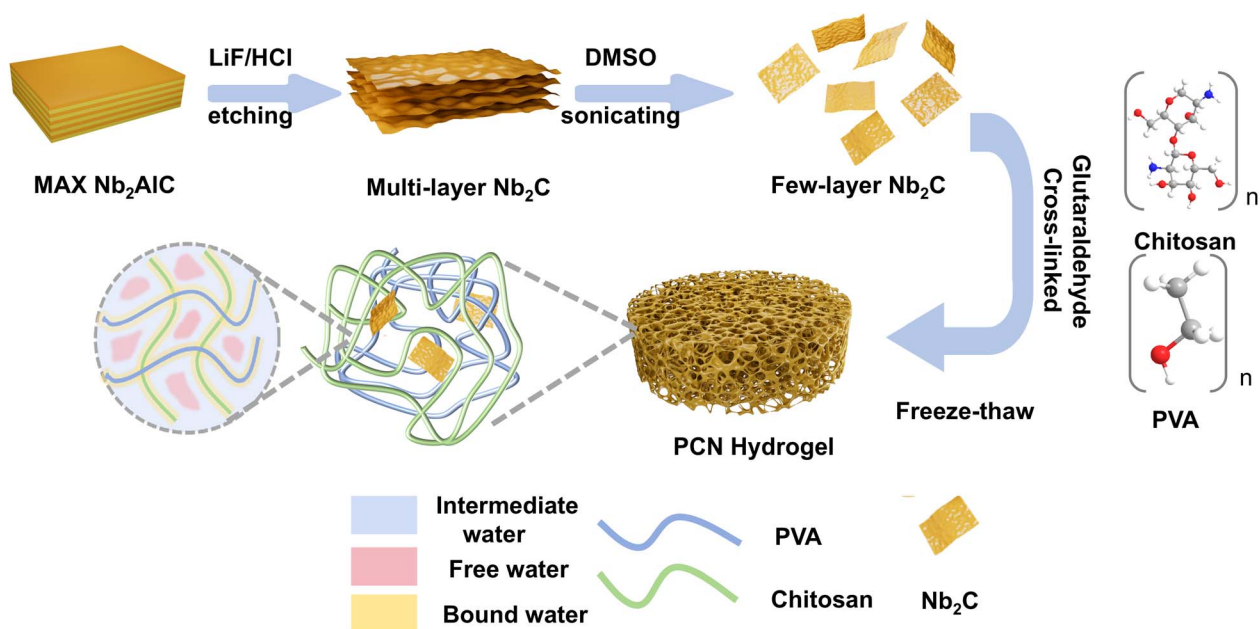 LiF/HCl
etching
DMSO
sonicating
MAX Nb₂AlC
Multi-layer Nb₂C
Few-layer Nb₂C
Glutaraldehyde
Cross-linked
n
Chitosan
n
PVA
Freeze-thaw
PCN Hydrogel
Intermediate
water
PVA
Free water
Chitosan
Nb₂C
Bound water